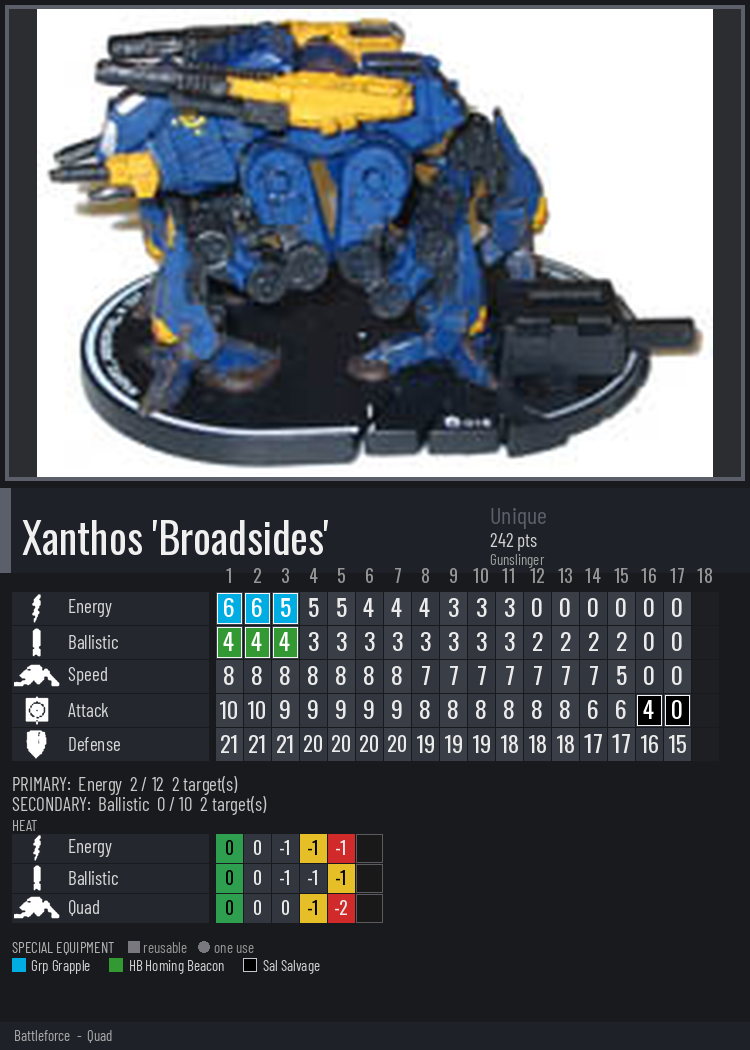 Xanthos 'Broadsides'
Unique
242 pts
Gunslinger
1 2 3 4 5 6 7 8 9 10 11 12 13 14 15 16 17 18
Energy 6 6 5 5 5 4 4 4 3 3 3 0 0 0 0 0 0
Ballistic 4 4 4 3 3 3 3 3 3 3 3 2 2 2 2 0 0
Speed 8 8 8 8 8 8 8 7 7 7 7 7 7 7 5 0 0
Attack 10 10 9 9 9 9 9 8 8 8 8 8 8 6 6 4 0
Defense 21 21 21 20 20 20 20 19 19 19 18 18 18 17 17 16 15
PRIMARY: Energy 2 / 12 2 target(s)
SECONDARY: Ballistic 0 / 10 2 target(s)
HEAT
Energy 0 0 -1 -1 -1
Ballistic 0 0 -1 -1 -1
Quad 0 0 0 -1 -2
SPECIAL EQUIPMENT reusable one use
Grp Grapple HB Homing Beacon Sal Salvage
Battleforce - Quad